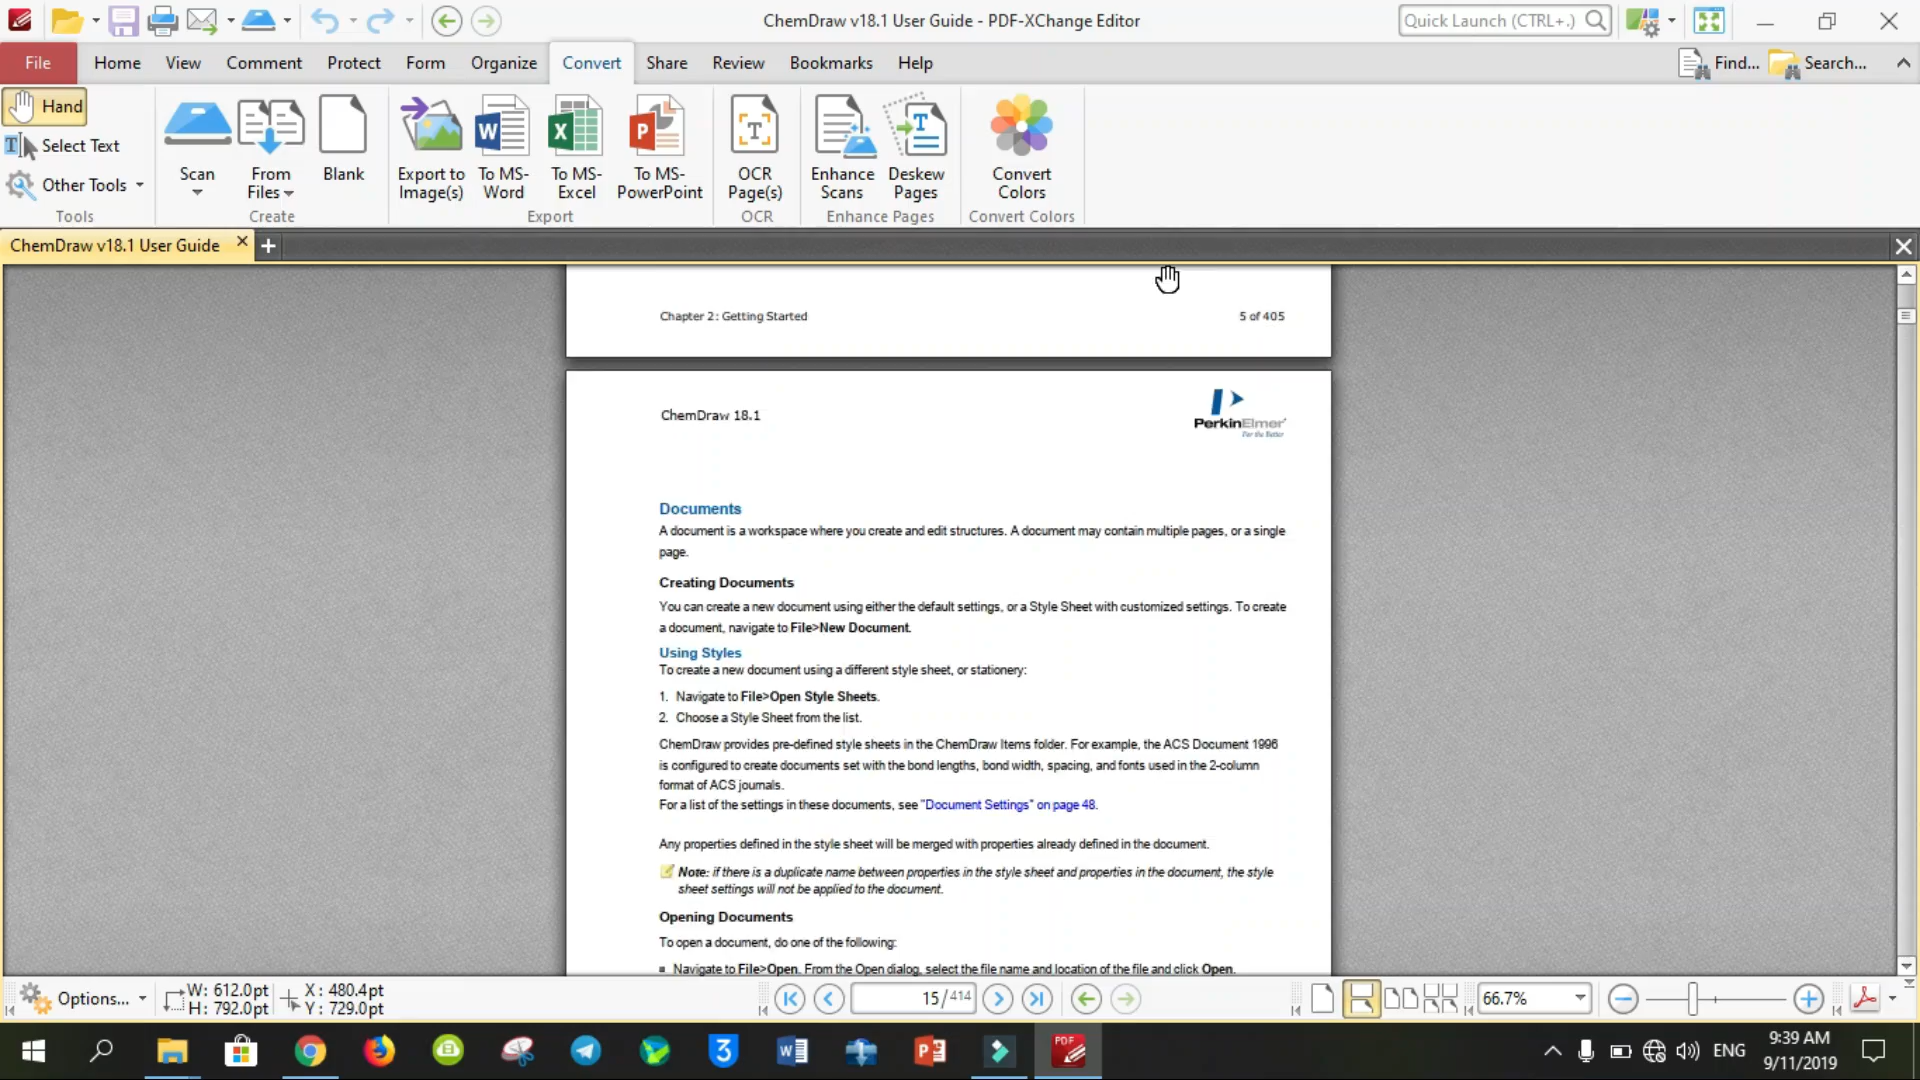 ChemDraw v18.1 User Guide - PDF-XChange Editor
Quick Launch (CTRL+.)
File Home View Comment Protect Form Organize Convert Share Review Bookmarks Help Find... Search...
Hand
Select Text
Other Tools
Tools
Scan
From Files
Blank
Create
Export to Image(s)
To MS-Word
To MS-Excel
To MS-PowerPoint
Export
OCR Page(s)
OCR
Enhance Scans
Deskew Pages
Enhance Pages
Convert Colors
Convert Colors
ChemDraw v18.1 User Guide
Chapter 2: Getting Started 5 of 405
ChemDraw 18.1
PerkinElmer
For the Better
Documents
A document is a workspace where you create and edit structures. A document may contain multiple pages, or a single
page.
Creating Documents
You can create a new document using either the default settings, or a Style Sheet with customized settings. To create
a document, navigate to File>New Document.
Using Styles
To create a new document using a different style sheet, or stationery:
1. Navigate to File>Open Style Sheets.
2. Choose a Style Sheet from the list.
ChemDraw provides pre-defined style sheets in the ChemDraw Items folder. For example, the ACS Document 1996
is configured to create documents set with the bond lengths, bond width, spacing, and fonts used in the 2-column
format of ACS journals.
For a list of the settings in these documents, see "Document Settings" on page 48.
Any properties defined in the style sheet will be merged with properties already defined in the document.
Note: if there is a duplicate name between properties in the style sheet and properties in the document, the style
sheet settings will not be applied to the document.
Opening Documents
To open a document, do one of the following:
Navigate to File>Open. From the Open dialog, select the file name and location of the file and click Open.
Options...
W: 612.0pt
H: 792.0pt
X: 480.4pt
Y: 729.0pt
15/414
66.7%
ENG
9:39 AM
9/11/2019